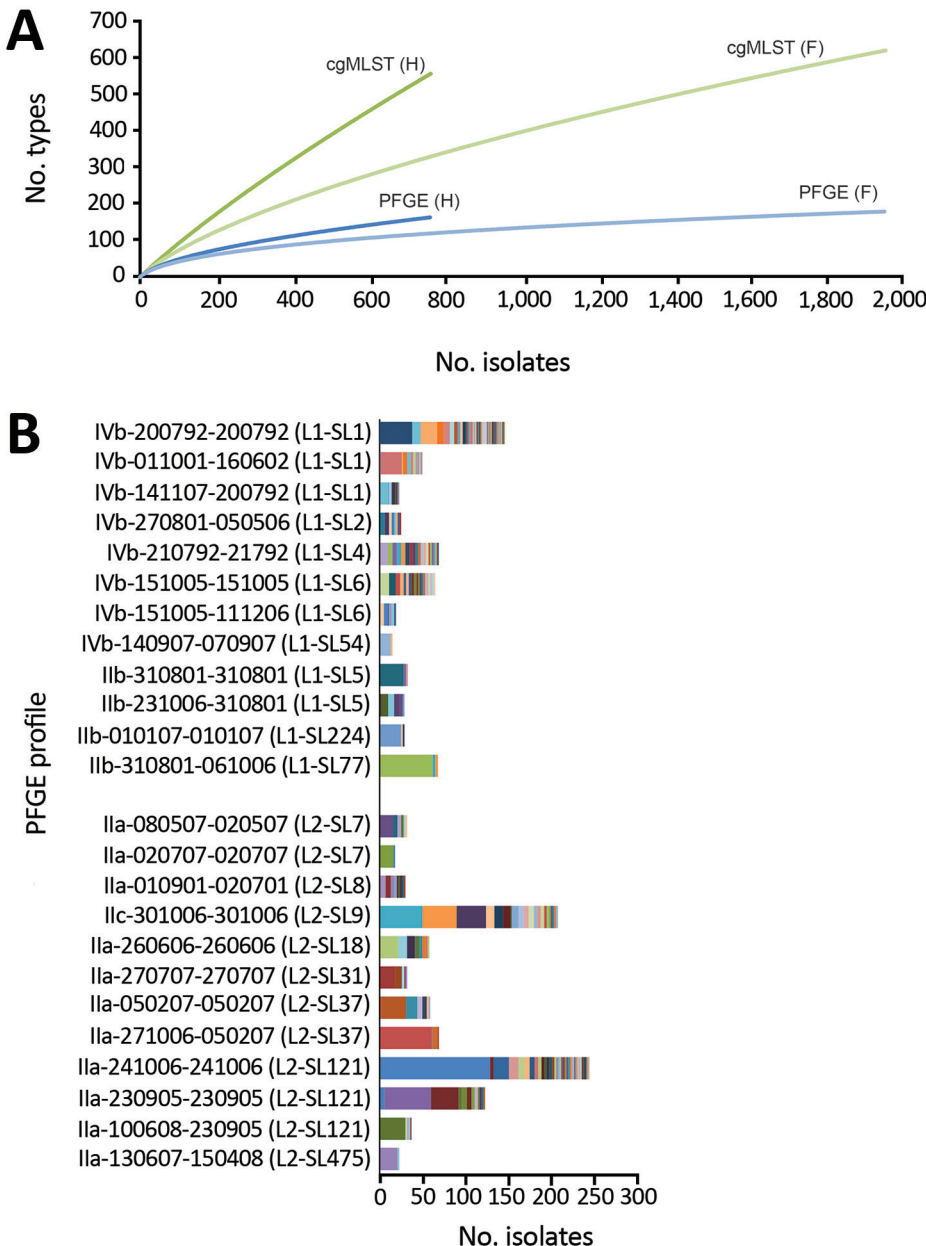 A
700
600
500
400
300
200
100
0
No. types
cgMLST (H)
cgMLST (F)
PFGE (H)
PFGE (F)
0 200 400 600 800 1,000 1,200 1,400 1,600 1,800 2,000
No. isolates
B
PFGE profile
IVb-200792-200792 (L1-SL1)
IVb-011001-160602 (L1-SL1)
IVb-141107-200792 (L1-SL1)
IVb-270801-050506 (L1-SL2)
IVb-210792-21792 (L1-SL4)
IVb-151005-151005 (L1-SL6)
IVb-151005-111206 (L1-SL6)
IVb-140907-070907 (L1-SL54)
IIb-310801-310801 (L1-SL5)
IIb-231006-310801 (L1-SL5)
IIb-010107-010107 (L1-SL224)
IIb-310801-061006 (L1-SL77)
IIa-080507-020507 (L2-SL7)
IIa-020707-020707 (L2-SL7)
IIa-010901-020701 (L2-SL8)
IIc-301006-301006 (L2-SL9)
IIa-260606-260606 (L2-SL18)
IIa-270707-270707 (L2-SL31)
IIa-050207-050207 (L2-SL37)
IIa-271006-050207 (L2-SL37)
IIa-241006-241006 (L2-SL121)
IIa-230905-230905 (L2-SL121)
IIa-100608-230905 (L2-SL121)
IIa-130607-150408 (L2-SL475)
0 50 100 150 200 250 300
No. isolates